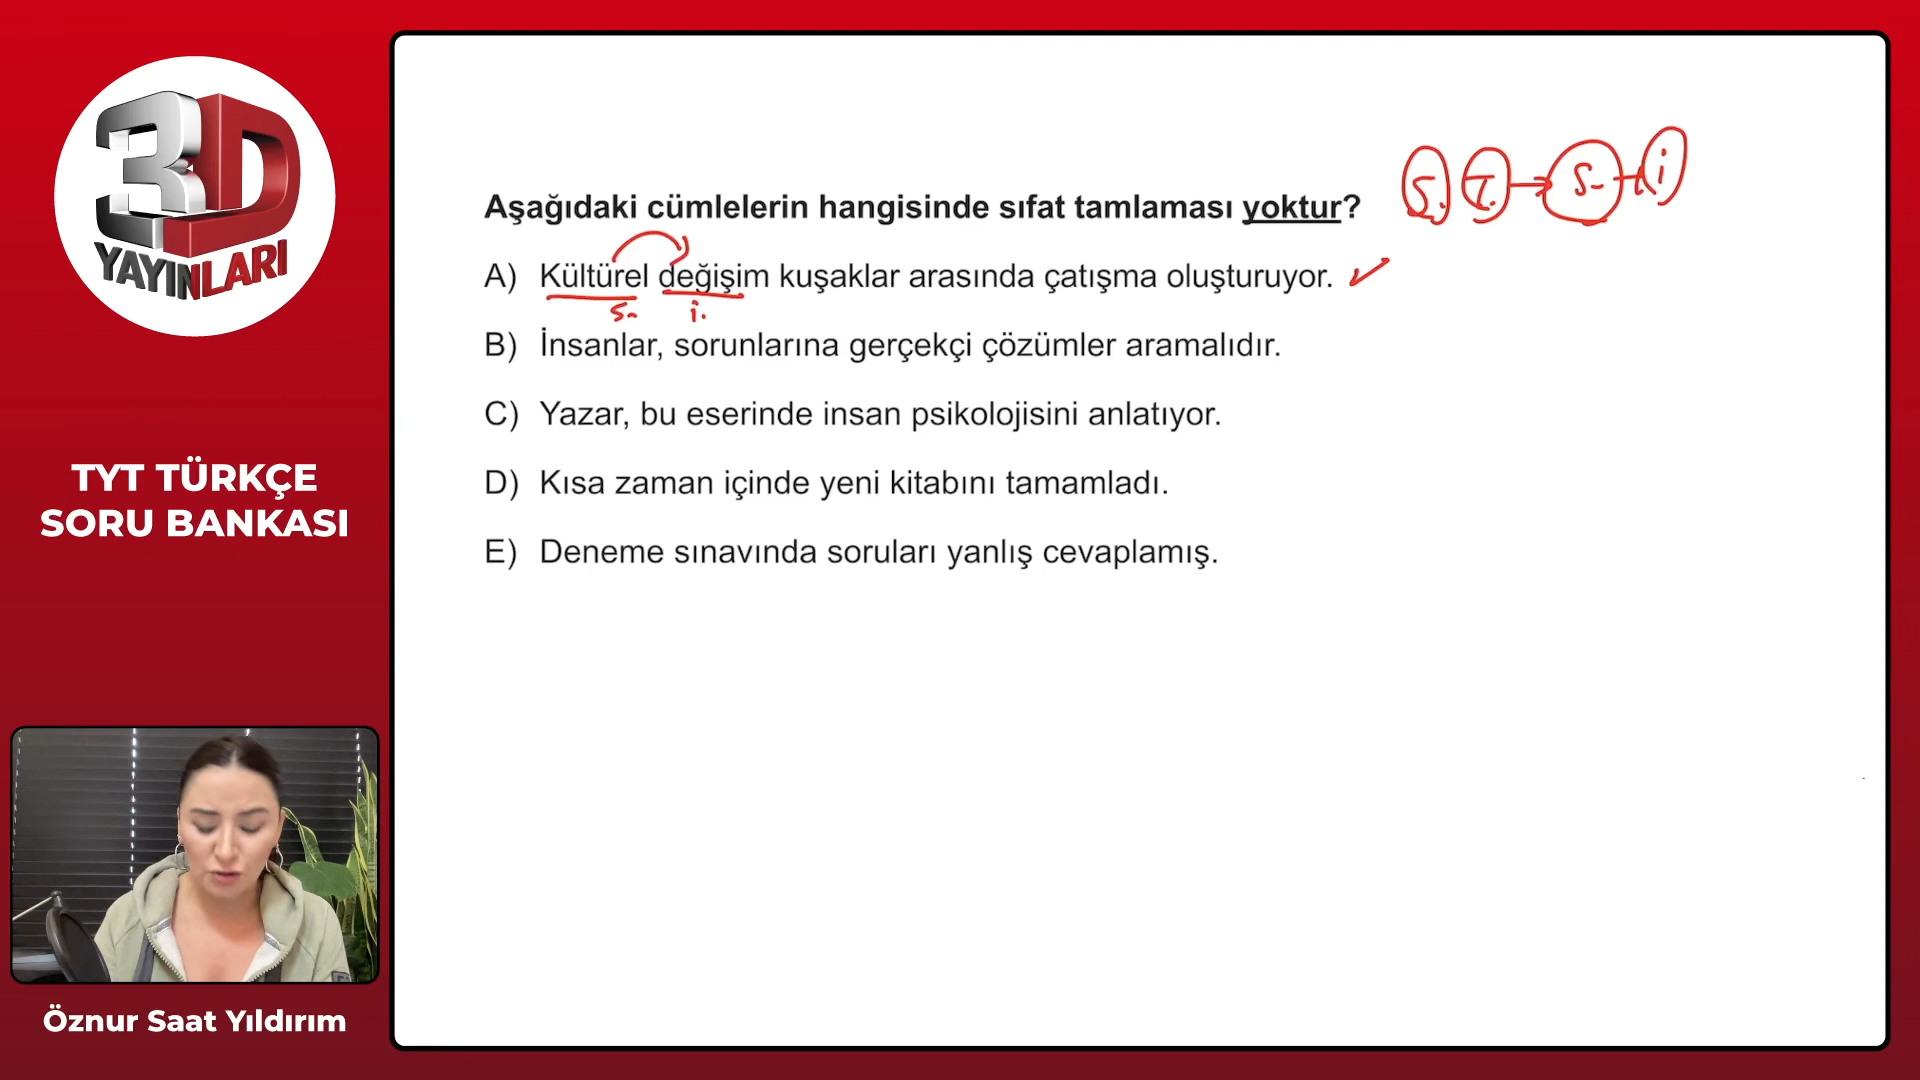 3D
YAYINLARI
TYT TÜRKÇE
SORU BANKASI
Öznur Saat Yıldırım
Aşağıdaki cümlelerin hangisinde sıfat tamlaması yoktur?
S. T. → S. + i
A) Kültürel değişim kuşaklar arasında çatışma oluşturuyor. ✓
S. i.
B) İnsanlar, sorunlarına gerçekçi çözümler aramalıdır.
C) Yazar, bu eserinde insan psikolojisini anlatıyor.
D) Kısa zaman içinde yeni kitabını tamamladı.
E) Deneme sınavında soruları yanlış cevaplamış.